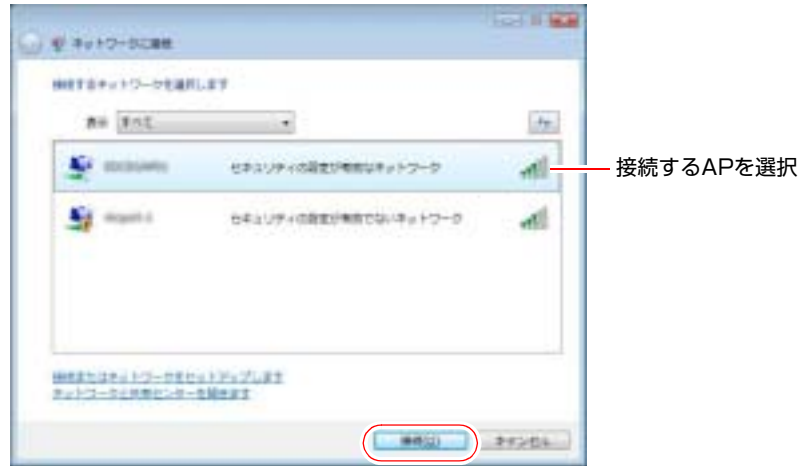 ネットワークに接続
接続するネットワークを選択します
表示 すべて
セキュリティの設定が有効なネットワーク
接続するAPを選択
セキュリティの設定が有効でないネットワーク
接続またはネットワークをセットアップします
ネットワークと共有センターを開きます
接続(O) キャンセル